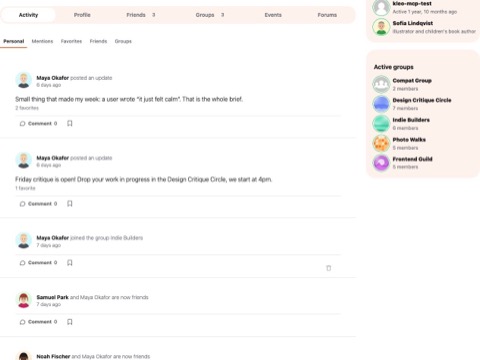 Activity Profile Friends 3 Groups 3 Events Forums
Personal Mentions Favorites Friends Groups
Maya Okafor posted an update
6 days ago
Small thing that made my week: a user wrote "it just felt calm". That is the whole brief.
2 favorites
Comment 0
Maya Okafor posted an update
6 days ago
Friday critique is open! Drop your work in progress in the Design Critique Circle, we start at 4pm.
1 favorite
Comment 0
Maya Okafor joined the group Indie Builders
7 days ago
Comment 0
Samuel Park and Maya Okafor are now friends
7 days ago
Comment 0
Noah Fischer and Maya Okafor are now friends
kleo-mcp-test
Active 1 year, 10 months ago
Sofia Lindqvist
Illustrator and children's book author
Active groups
Compat Group
2 members
Design Critique Circle
7 members
Indie Builders
6 members
Photo Walks
5 members
Frontend Guild
5 members